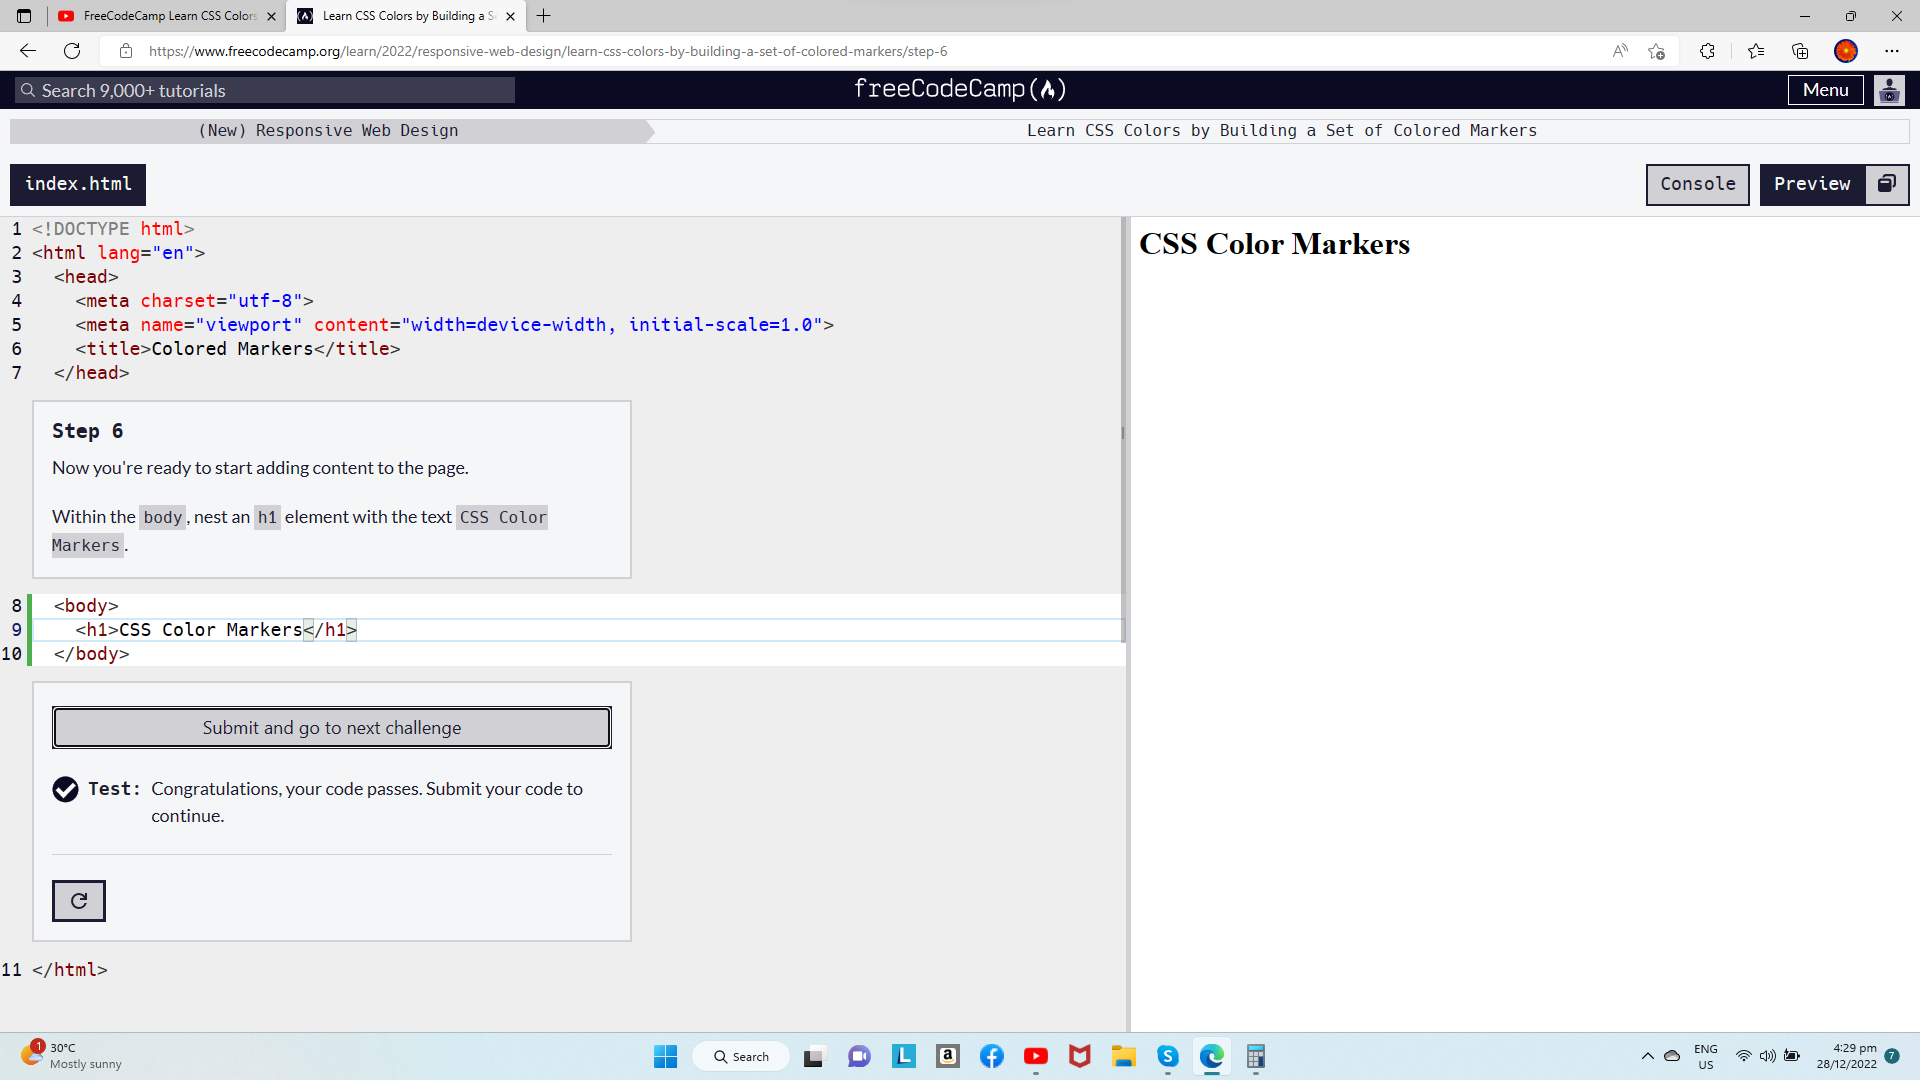 FreeCodeCamp Learn CSS Colors
Learn CSS Colors by Building a Se
https://www.freecodecamp.org/learn/2022/responsive-web-design/learn-css-colors-by-building-a-set-of-colored-markers/step-6
Search 9,000+ tutorials
freeCodeCamp
Menu
(New) Responsive Web Design
Learn CSS Colors by Building a Set of Colored Markers
index.html
Console
Preview
1 <!DOCTYPE html>
2 <html lang="en">
3 <head>
4 <meta charset="utf-8">
5 <meta name="viewport" content="width=device-width, initial-scale=1.0">
6 <title>Colored Markers</title>
7 </head>
CSS Color Markers
Step 6
Now you're ready to start adding content to the page.
Within the body, nest an h1 element with the text CSS Color
Markers.
8 <body>
9 <h1>CSS Color Markers</h1>
10 </body>
Submit and go to next challenge
Test: Congratulations, your code passes. Submit your code to
continue.
11 </html>
1
30°C
Mostly sunny
Search
L
a
S
ENG
US
4:29 pm
28/12/2022
7